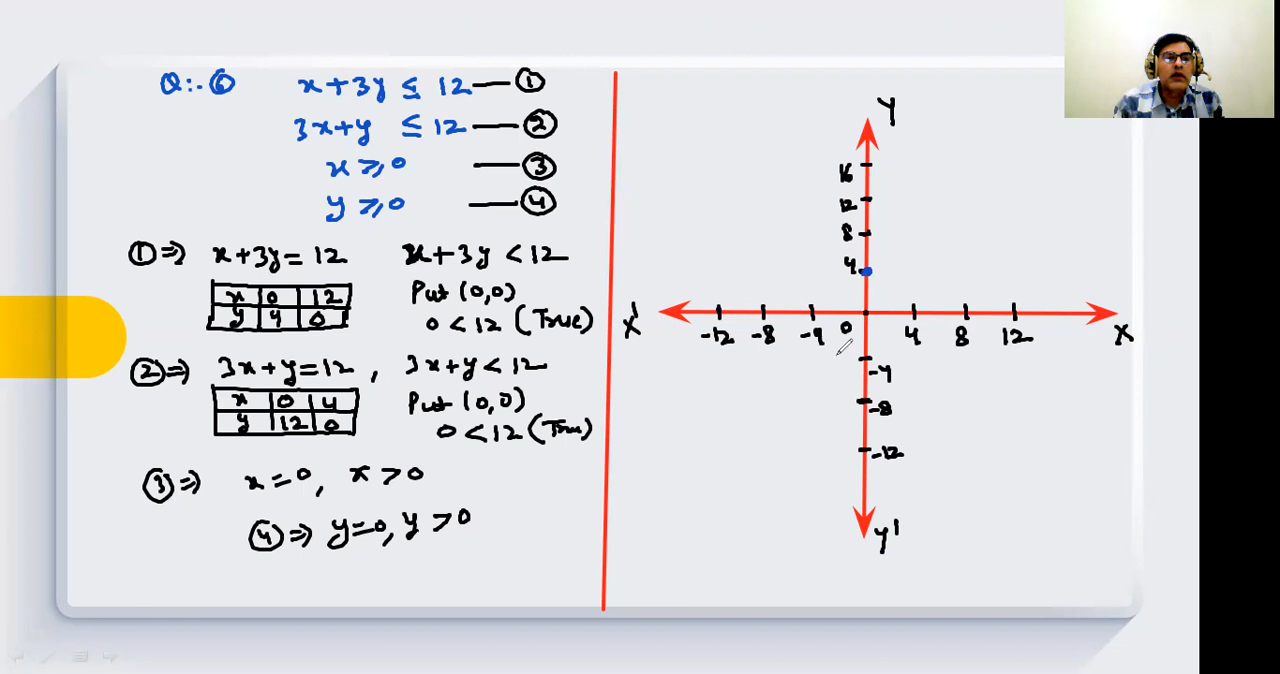 Q:- 6 x+3y ≤ 12 — 1
3x+y ≤ 12 — 2
x ≥ 0 — 3
y ≥ 0 — 4
1 ⇒ x+3y = 12 x+3y < 12
x 0 12 Put (0,0)
y 4 0 0 < 12 (True)
2 ⇒ 3x+y = 12, 3x+y < 12
x 0 4 Put (0,0)
y 12 0 0 < 12 (True)
3 ⇒ x = 0, x > 0
4 ⇒ y = 0, y > 0
Y
16
12
8
4
X' -12 -8 -4 0 4 8 12 X
-4
-8
-12
Y'